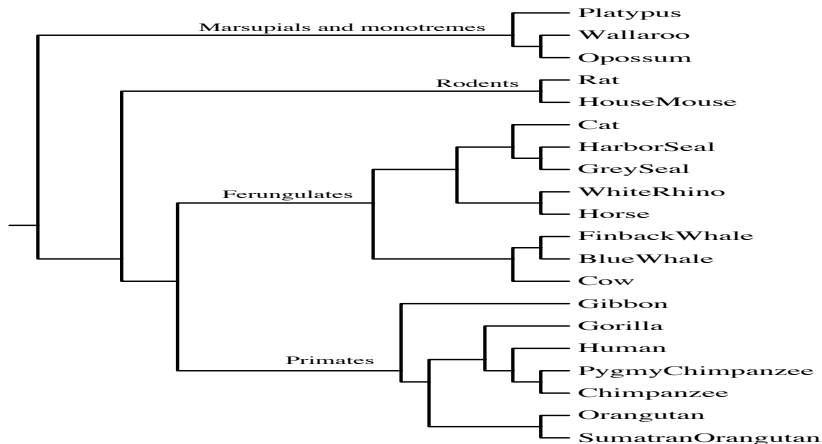 Platypus
Marsupials and monotremes
Wallaroo
Opossum
Rat
Rodents
HouseMouse
Cat
HarborSeal
GreySeal
WhiteRhino
Ferungulates
Horse
FinbackWhale
BlueWhale
Cow
Gibbon
Gorilla
Human
Primates
PygmyChimpanzee
Chimpanzee
Orangutan
SumatranOrangutan